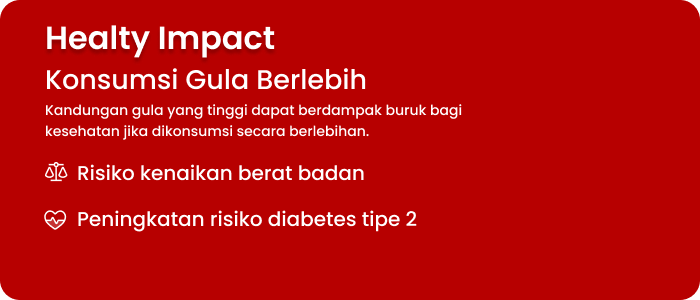 Healty Impact
Konsumsi Gula Berlebih
Kandungan gula yang tinggi dapat berdampak buruk bagi
kesehatan jika dikonsumsi secara berlebihan.
Risiko kenaikan berat badan
Peningkatan risiko diabetes tipe 2